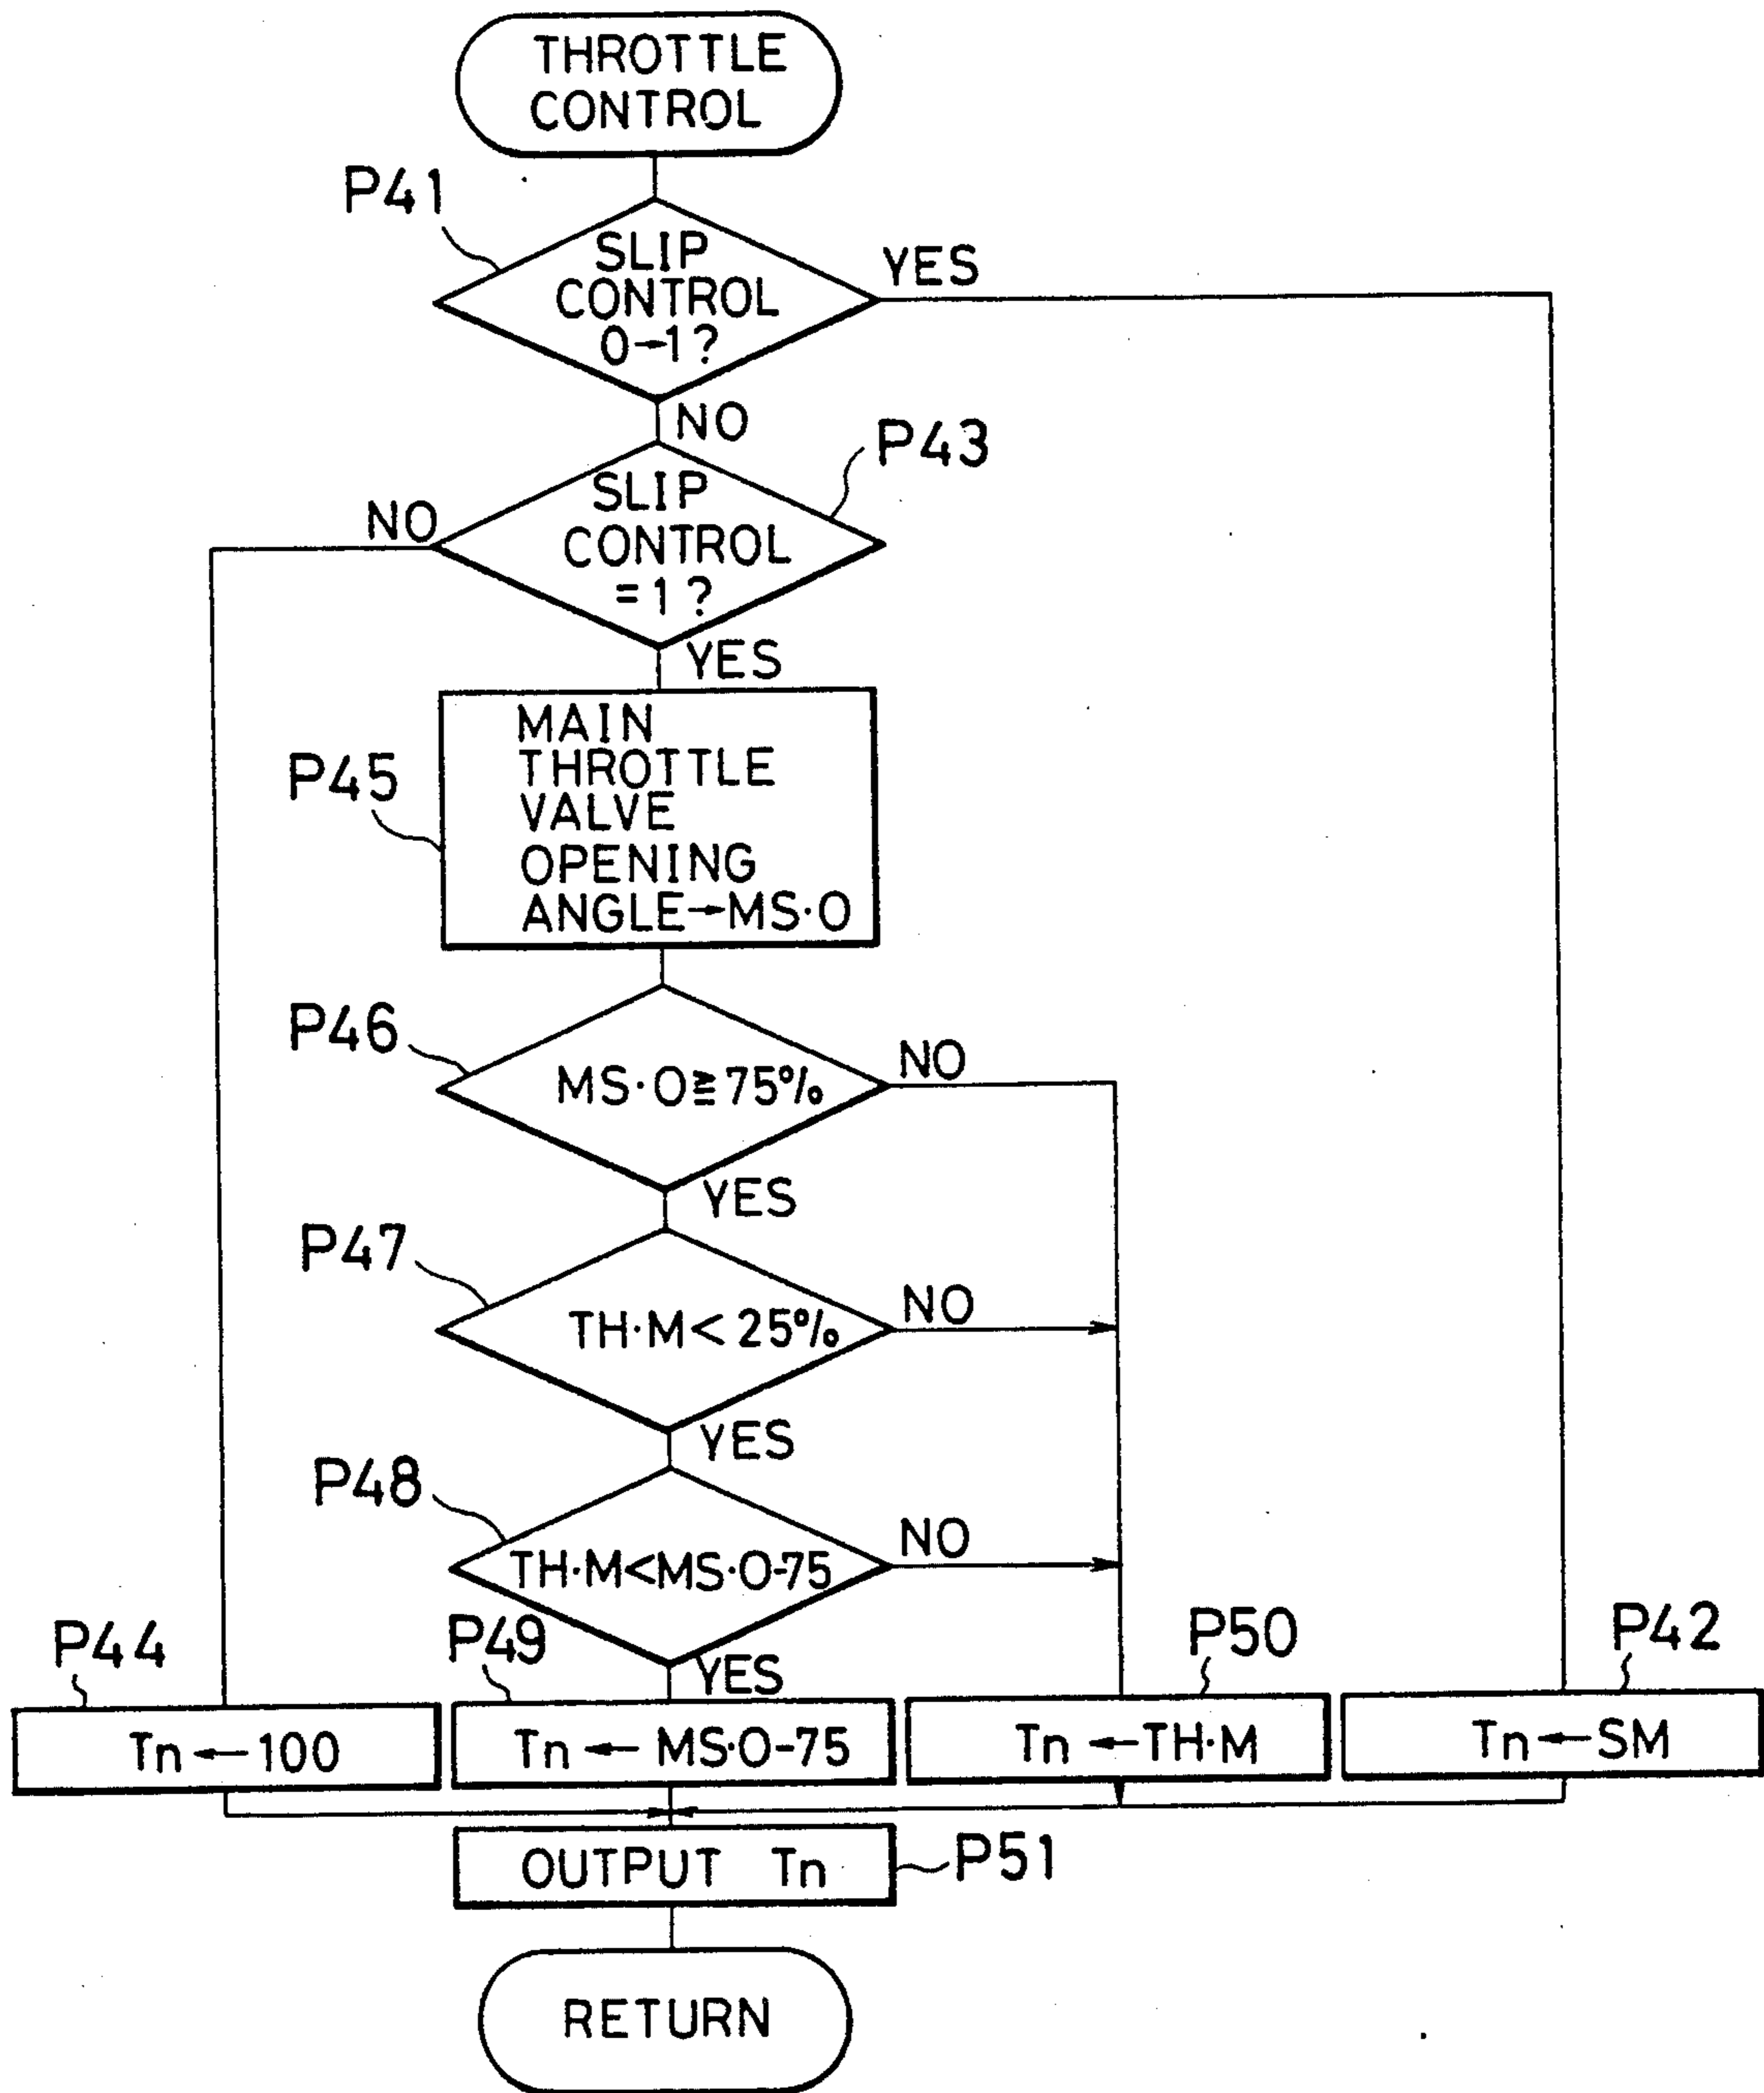 THROTTLE
CONTROL
P41
SLIP
CONTROL
0→1?
YES
NO
P43
SLIP
CONTROL
=1?
NO
YES
P45
MAIN
THROTTLE
VALVE
OPENING
ANGLE→MS·O
P46
MS·O≧75%
NO
YES
P47
TH·M<25%
NO
YES
P48
TH·M<MS·O-75
NO
YES
P44
P49
P50
P42
Tn←100
Tn←MS·O-75
Tn←TH·M
Tn←SM
OUTPUT Tn
P51
RETURN